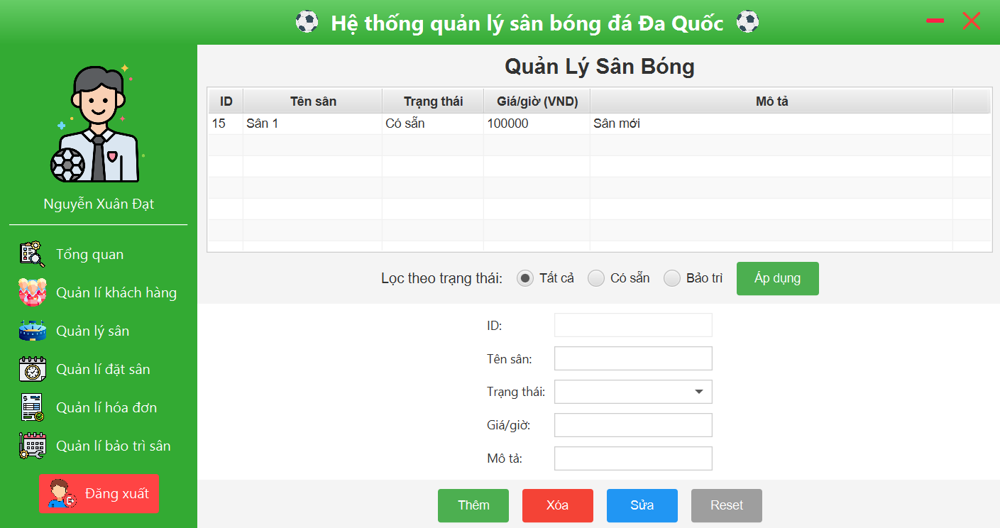 Hệ thống quản lý sân bóng đá Đa Quốc
Nguyễn Xuân Đạt
Tổng quan
Quản lí khách hàng
Quản lý sân
Quản lí đặt sân
Quản lí hóa đơn
Quản lí bảo trì sân
Đăng xuất
Quản Lý Sân Bóng
ID Tên sân Trạng thái Giá/giờ (VND) Mô tả
15 Sân 1 Có sẵn 100000 Sân mới
Lọc theo trạng thái: Tất cả Có sẵn Bảo trì Áp dụng
ID:
Tên sân:
Trạng thái:
Giá/giờ:
Mô tả:
Thêm Xóa Sửa Reset